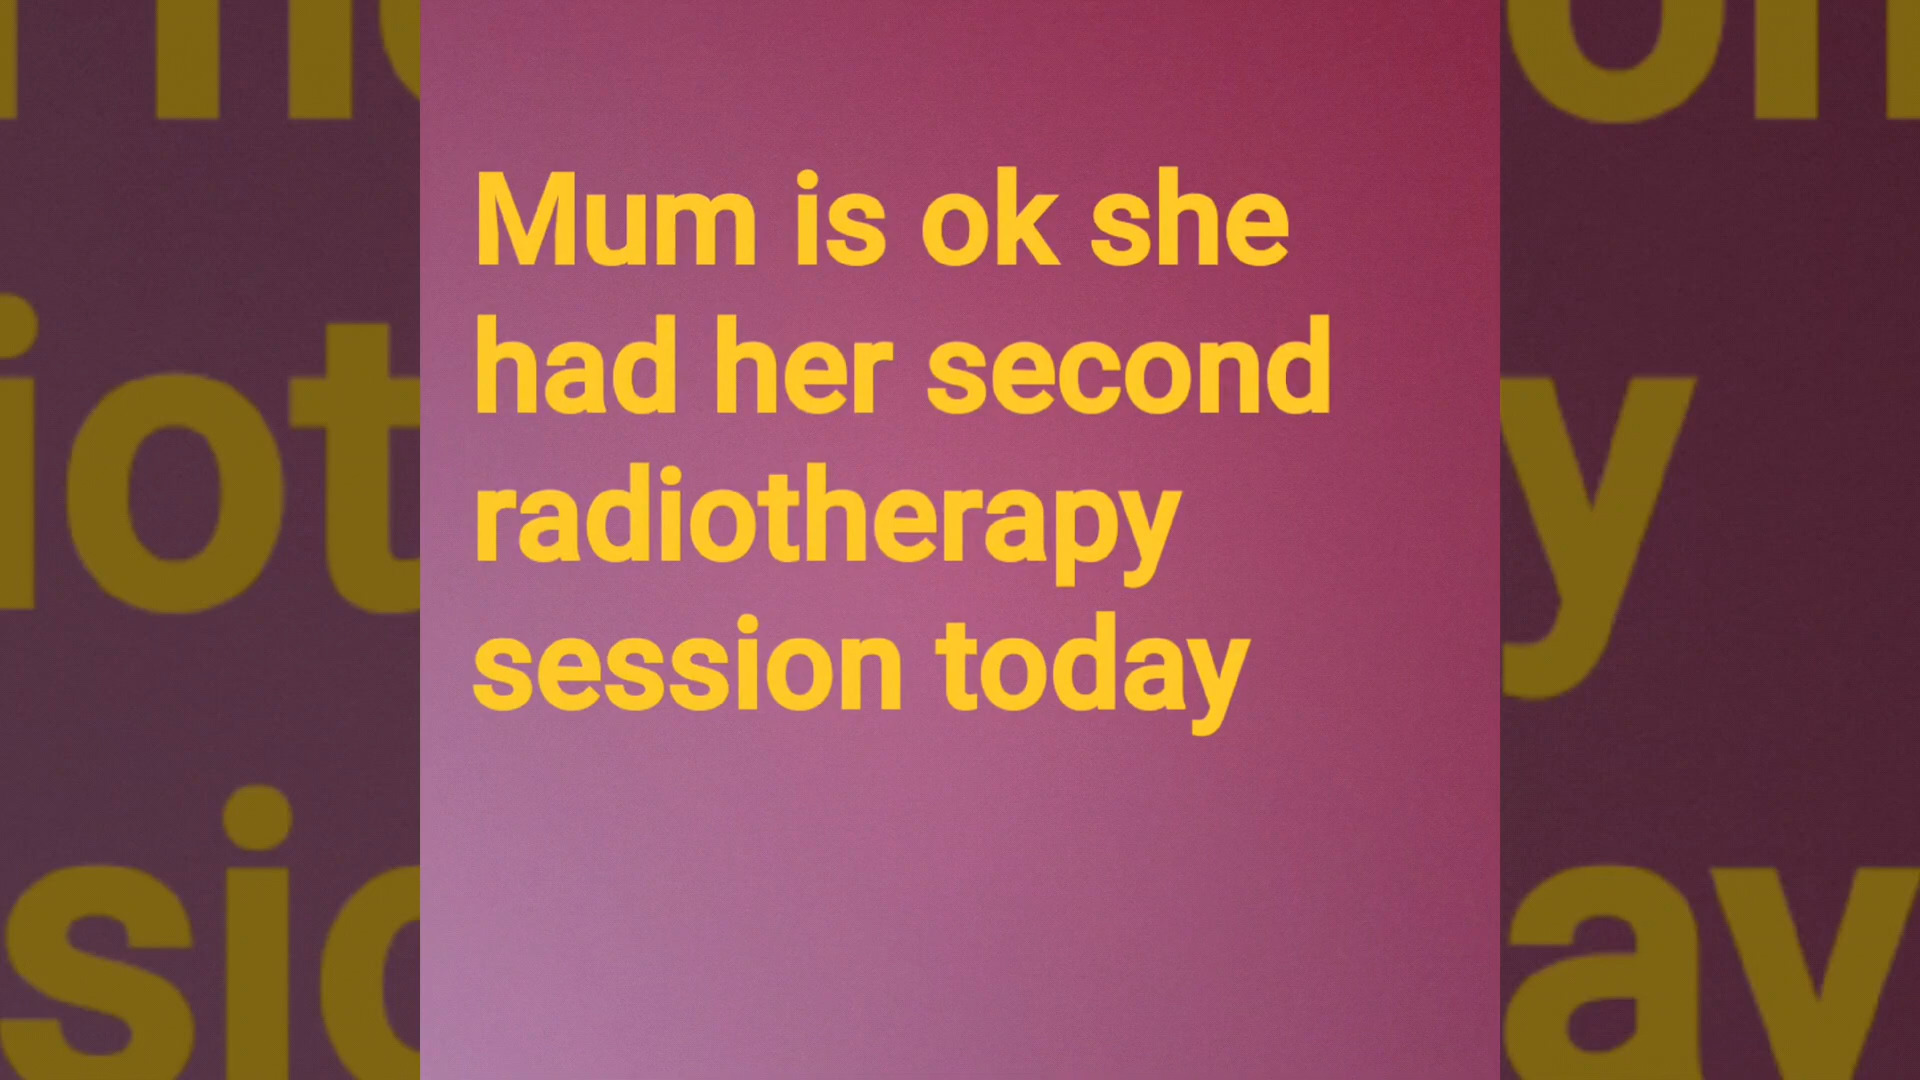 Mum is ok she
had her second
radiotherapy
session today